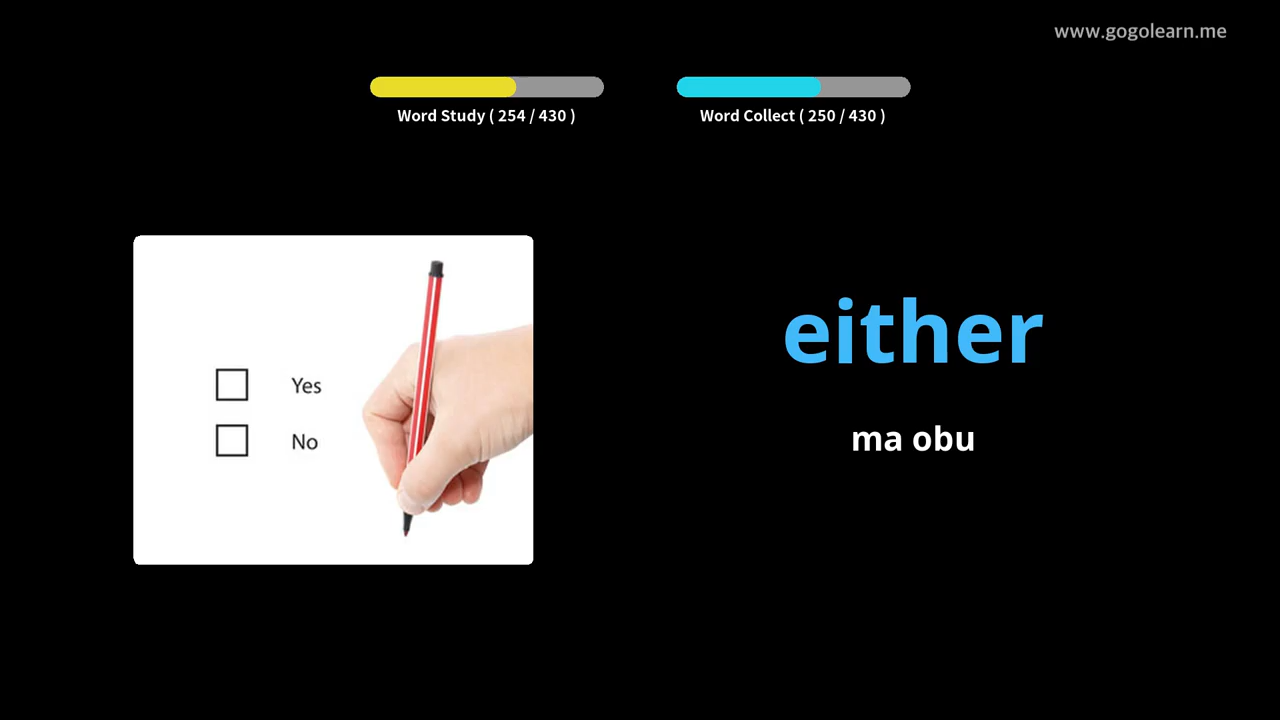 www.gogolearn.me
Word Study ( 254 / 430 )
Word Collect ( 250 / 430 )
Yes
No
either
ma obu